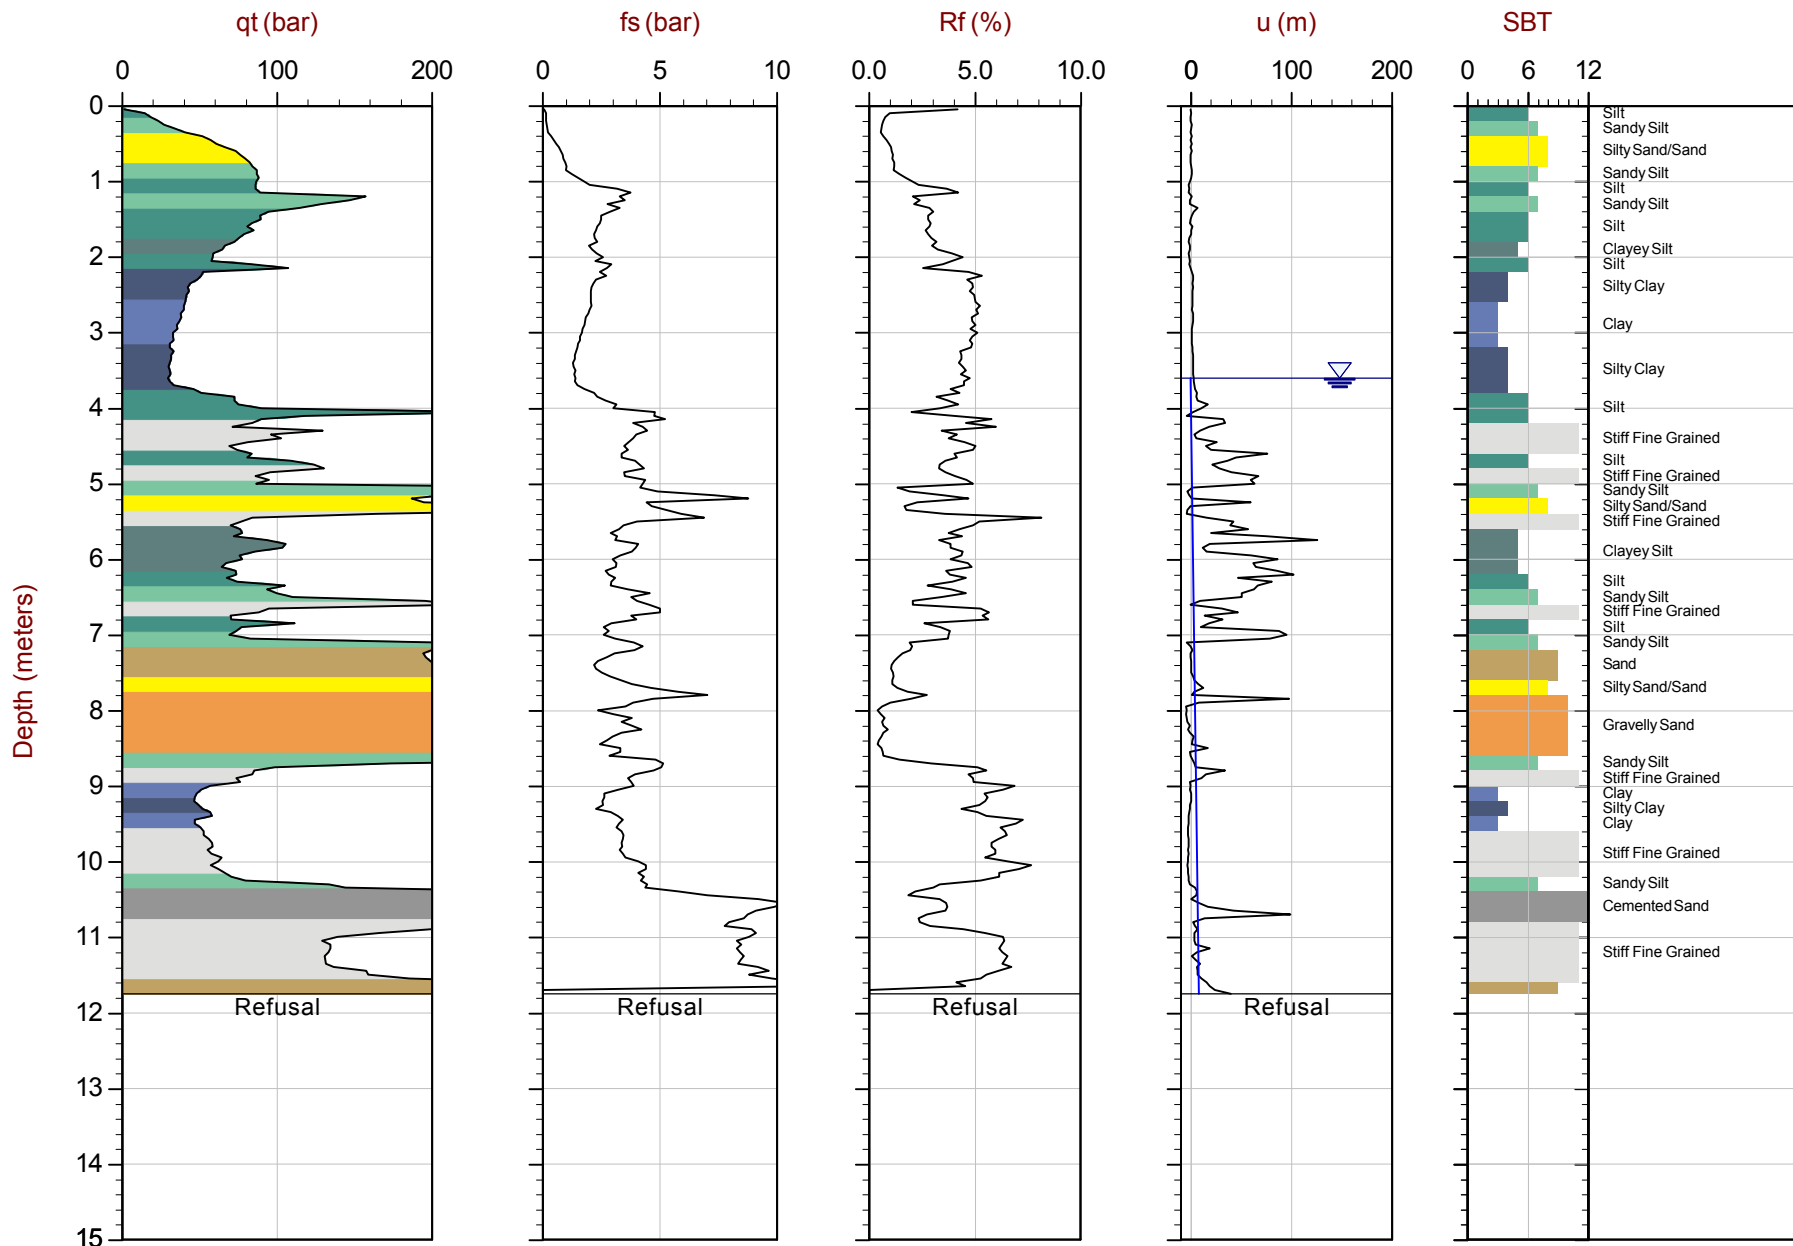 qt (bar) fs (bar) Rf (%) u (m) SBT
0 100 200 0 5 10 0.0 5.0 10.0 0 100 200 0 6 12
Depth (meters)
0
1
2
3
4
5
6
7
8
9
10
11
12
13
14
15
Silt
Sandy Silt
Silty Sand/Sand
Sandy Silt
Silt
Sandy Silt
Silt
Clayey Silt
Silt
Silty Clay
Clay
Silty Clay
Silt
Stiff Fine Grained
Silt
Stiff Fine Grained
Sandy Silt
Silty Sand/Sand
Stiff Fine Grained
Clayey Silt
Silt
Sandy Silt
Stiff Fine Grained
Silt
Sandy Silt
Sand
Silty Sand/Sand
Gravelly Sand
Sandy Silt
Stiff Fine Grained
Clay
Silty Clay
Clay
Stiff Fine Grained
Sandy Silt
Cemented Sand
Stiff Fine Grained
Refusal Refusal Refusal Refusal